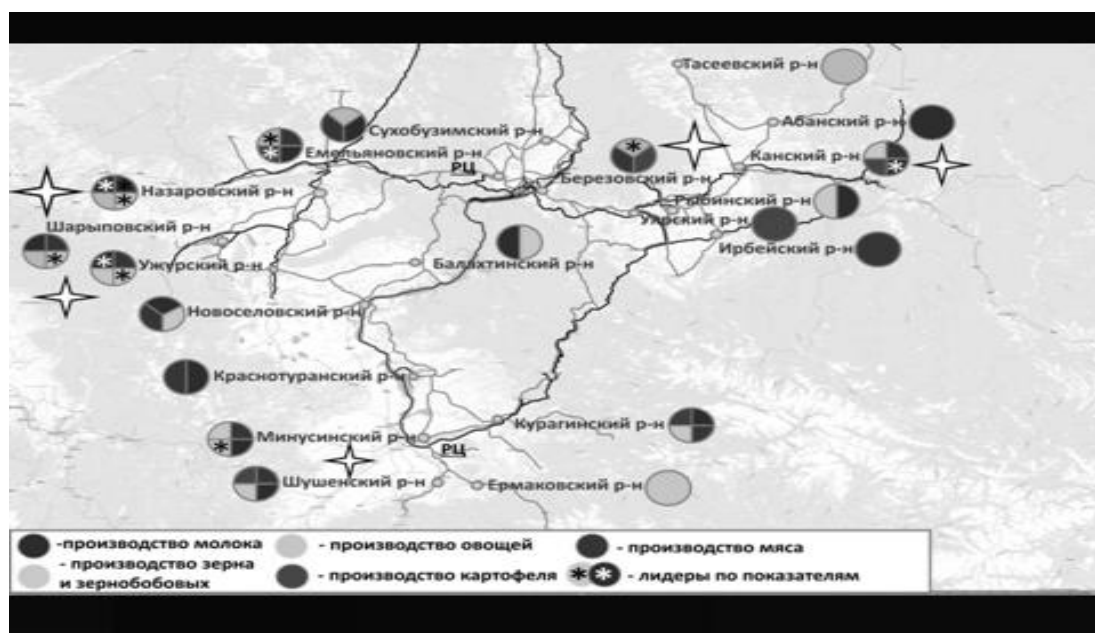 Тасеевский р-н
Абанский р-н
Сухобузимский р-н
Емельяновский р-н
РЦ
Канский р-н
Березовский р-н
Назаровский р-н
Рыбинский р-н
Уярский р-н
Шарыповский р-н
Ирбейский р-н
Ужурский р-н
Балахтинский р-н
Новоселовский р-н
Краснотуранский р-н
Курагинский р-н
Минусинский р-н
РЦ
Шушенский р-н
Ермаковский р-н
-производство молока
- производство овощей
- производство мяса
- производство зерна
и зернобобовых
- производство картофеля
- лидеры по показателям